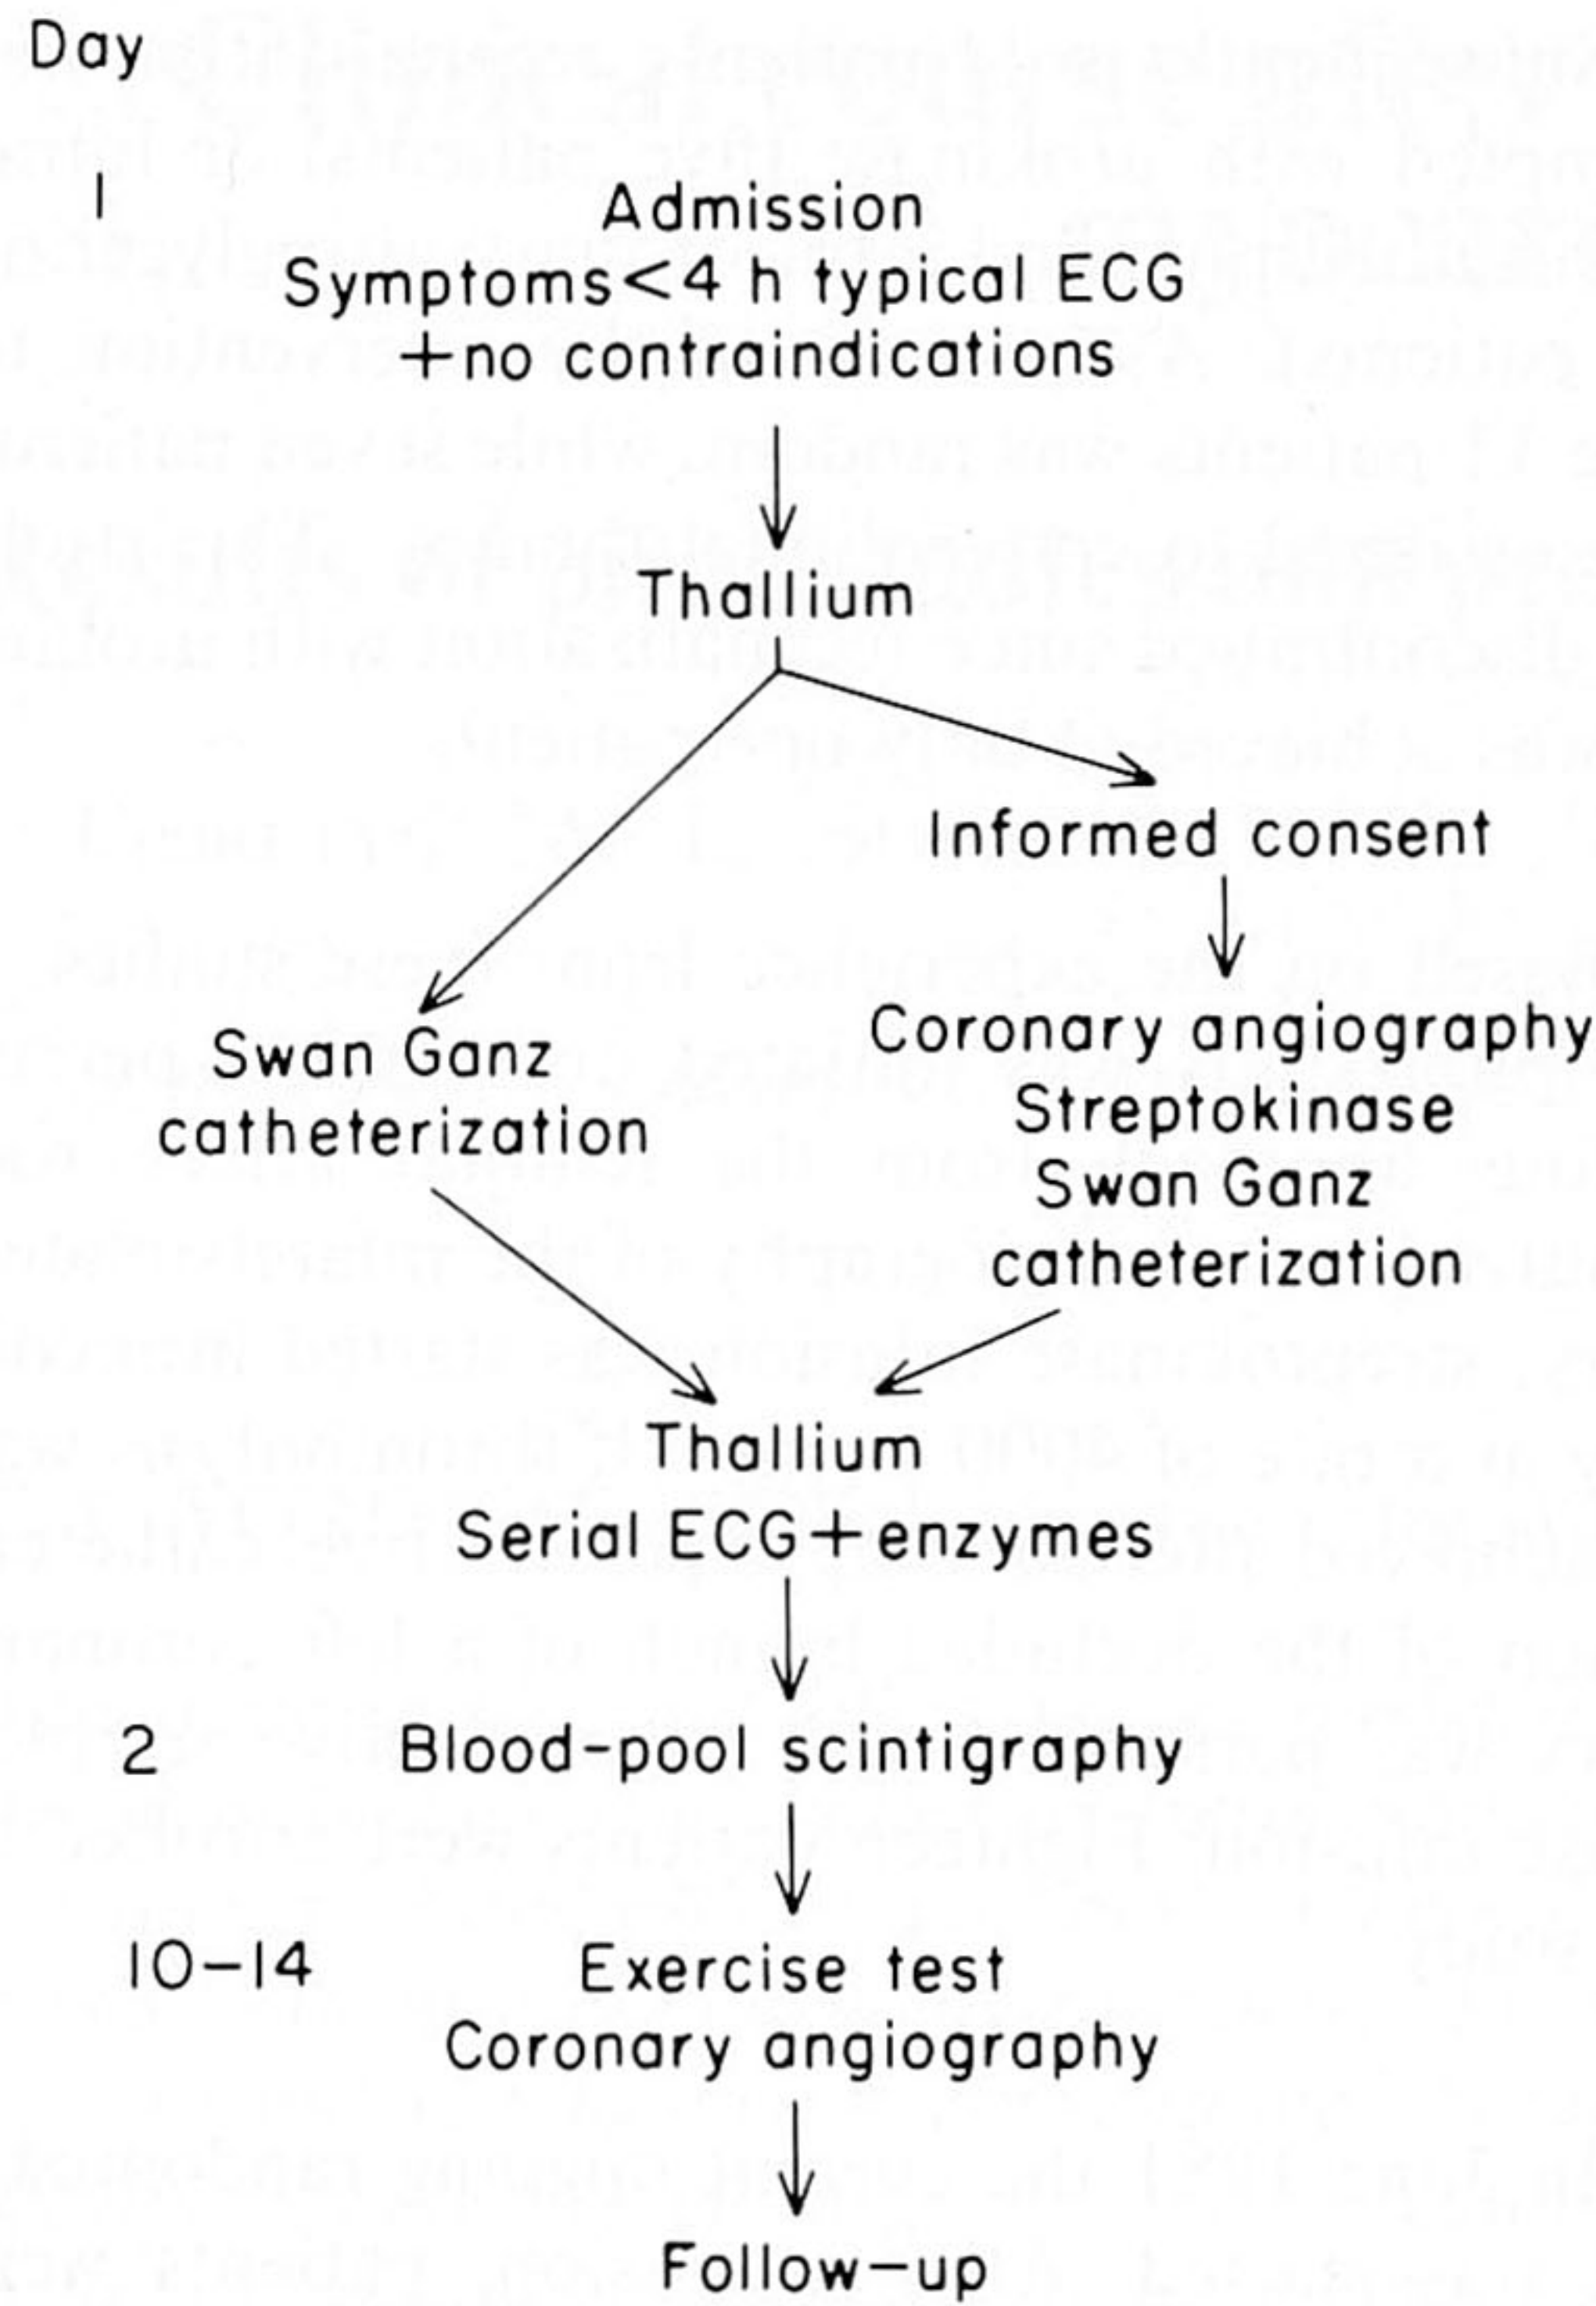 Day
1
Admission
Symptoms<4 h typical ECG
+no contraindications
Thallium
Informed consent
Swan Ganz
catheterization
Coronary angiography
Streptokinase
Swan Ganz
catheterization
Thallium
Serial ECG+enzymes
2
Blood-pool scintigraphy
10-14
Exercise test
Coronary angiography
Follow-up